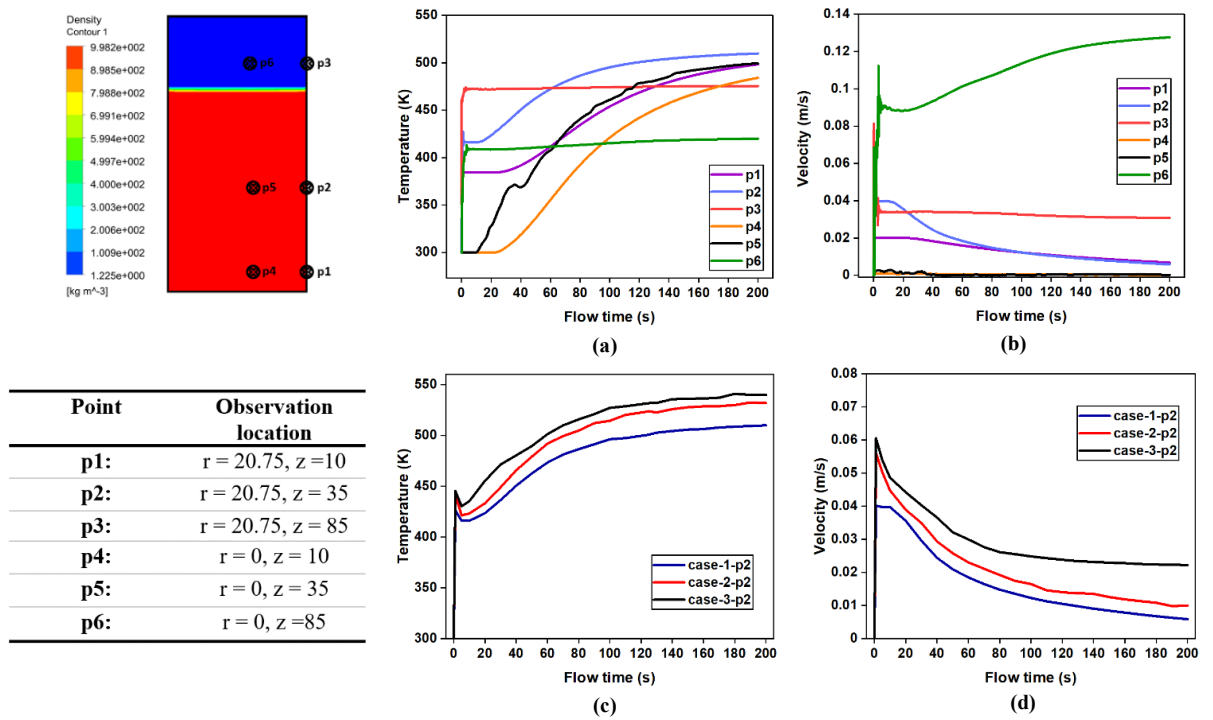 Density
Contour 1
9.982e+002
8.985e+002
7.988e+002
6.991e+002
5.994e+002
4.997e+002
4.000e+002
3.003e+002
2.006e+002
1.009e+002
1.225e+000
[kg m^-3]
p6 p3
p5 p2
p4 p1
Temperature (K)
550
500
450
400
350
300
p1
p2
p3
p4
p5
p6
0 20 40 60 80 100 120 140 160 180 200
Flow time (s)
(a)
Velocity (m/s)
0.14
0.12
0.10
0.08
0.06
0.04
0.02
0
p1
p2
p3
p4
p5
p6
0 20 40 60 80 100 120 140 160 180 200
Flow time (s)
(b)
Point Observation
location
p1: r = 20.75, z =10
p2: r = 20.75, z = 35
p3: r = 20.75, z = 85
p4: r = 0, z = 10
p5: r = 0, z = 35
p6: r = 0, z =85
Temperature (K)
550
500
450
400
350
300
case-1-p2
case-2-p2
case-3-p2
0 20 40 60 80 100 120 140 160 180 200
Flow time (s)
(c)
Velocity (m/s)
0.08
0.07
0.06
0.05
0.04
0.03
0.02
0.01
0
case-1-p2
case-2-p2
case-3-p2
0 20 40 60 80 100 120 140 160 180 200
Flow time (s)
(d)